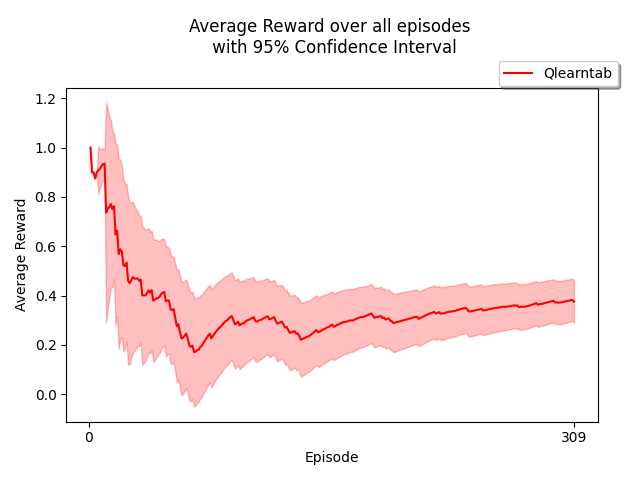 Average Reward over all episodes
with 95% Confidence Interval
Qlearntab
1.2
1.0
0.8
0.6
0.4
0.2
0.0
Average Reward
0
309
Episode